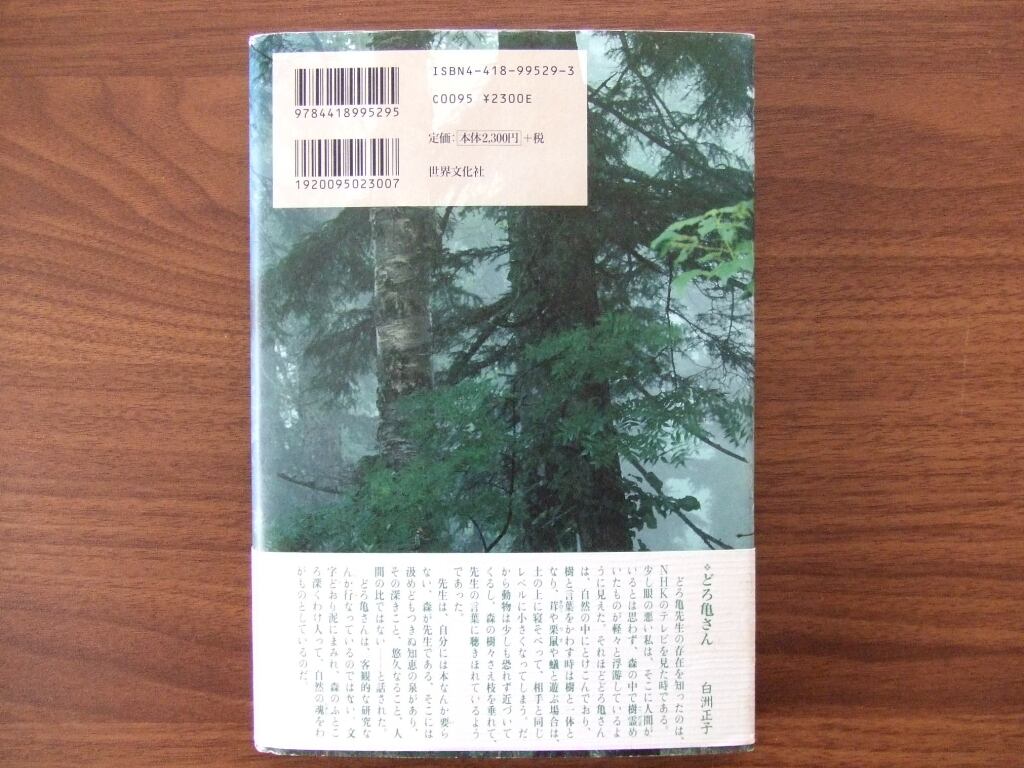 ISBN4-418-99529-3
C0095 ¥2300E
9784418995295
定価：本体2,300円＋税
世界文化社
1920095023007
❖どろ亀さん
白洲正子
どろ亀先生の存在を知ったのは、
NHKのテレビを見た時である。
少し眼の悪い私は、そこに人間が
いるとは思わず、森の中で樹霊め
いたものが軽々と浮游しているよ
うに見えた。それほどどろ亀さん
は、自然の中にとけこんでおり、
樹と言葉をかわす時は樹と一体と
なり、茸や栗鼠や蟻と遊ぶ場合は、
土の上に寝そべって、相手と同じ
レベルに小さくなってしまう。だ
から動物は少しも恐れず近づいて
くるし、森の樹々さえ枝を垂れて、
先生の言葉に聴きほれているよう
であった。
先生は、自分には本なんか要ら
ない、森が先生である、そこには
汲めどもつきぬ知恵の泉があり、
その深きこと、悠久なること、人
間の比ではない――と話された。
どろ亀さんは、客観的な研究な
んか行なっているのではない、文
字どおり泥にまみれ、森のふとこ
ろ深くわけ入って、自然の魂をわ
がものとしているのだ。